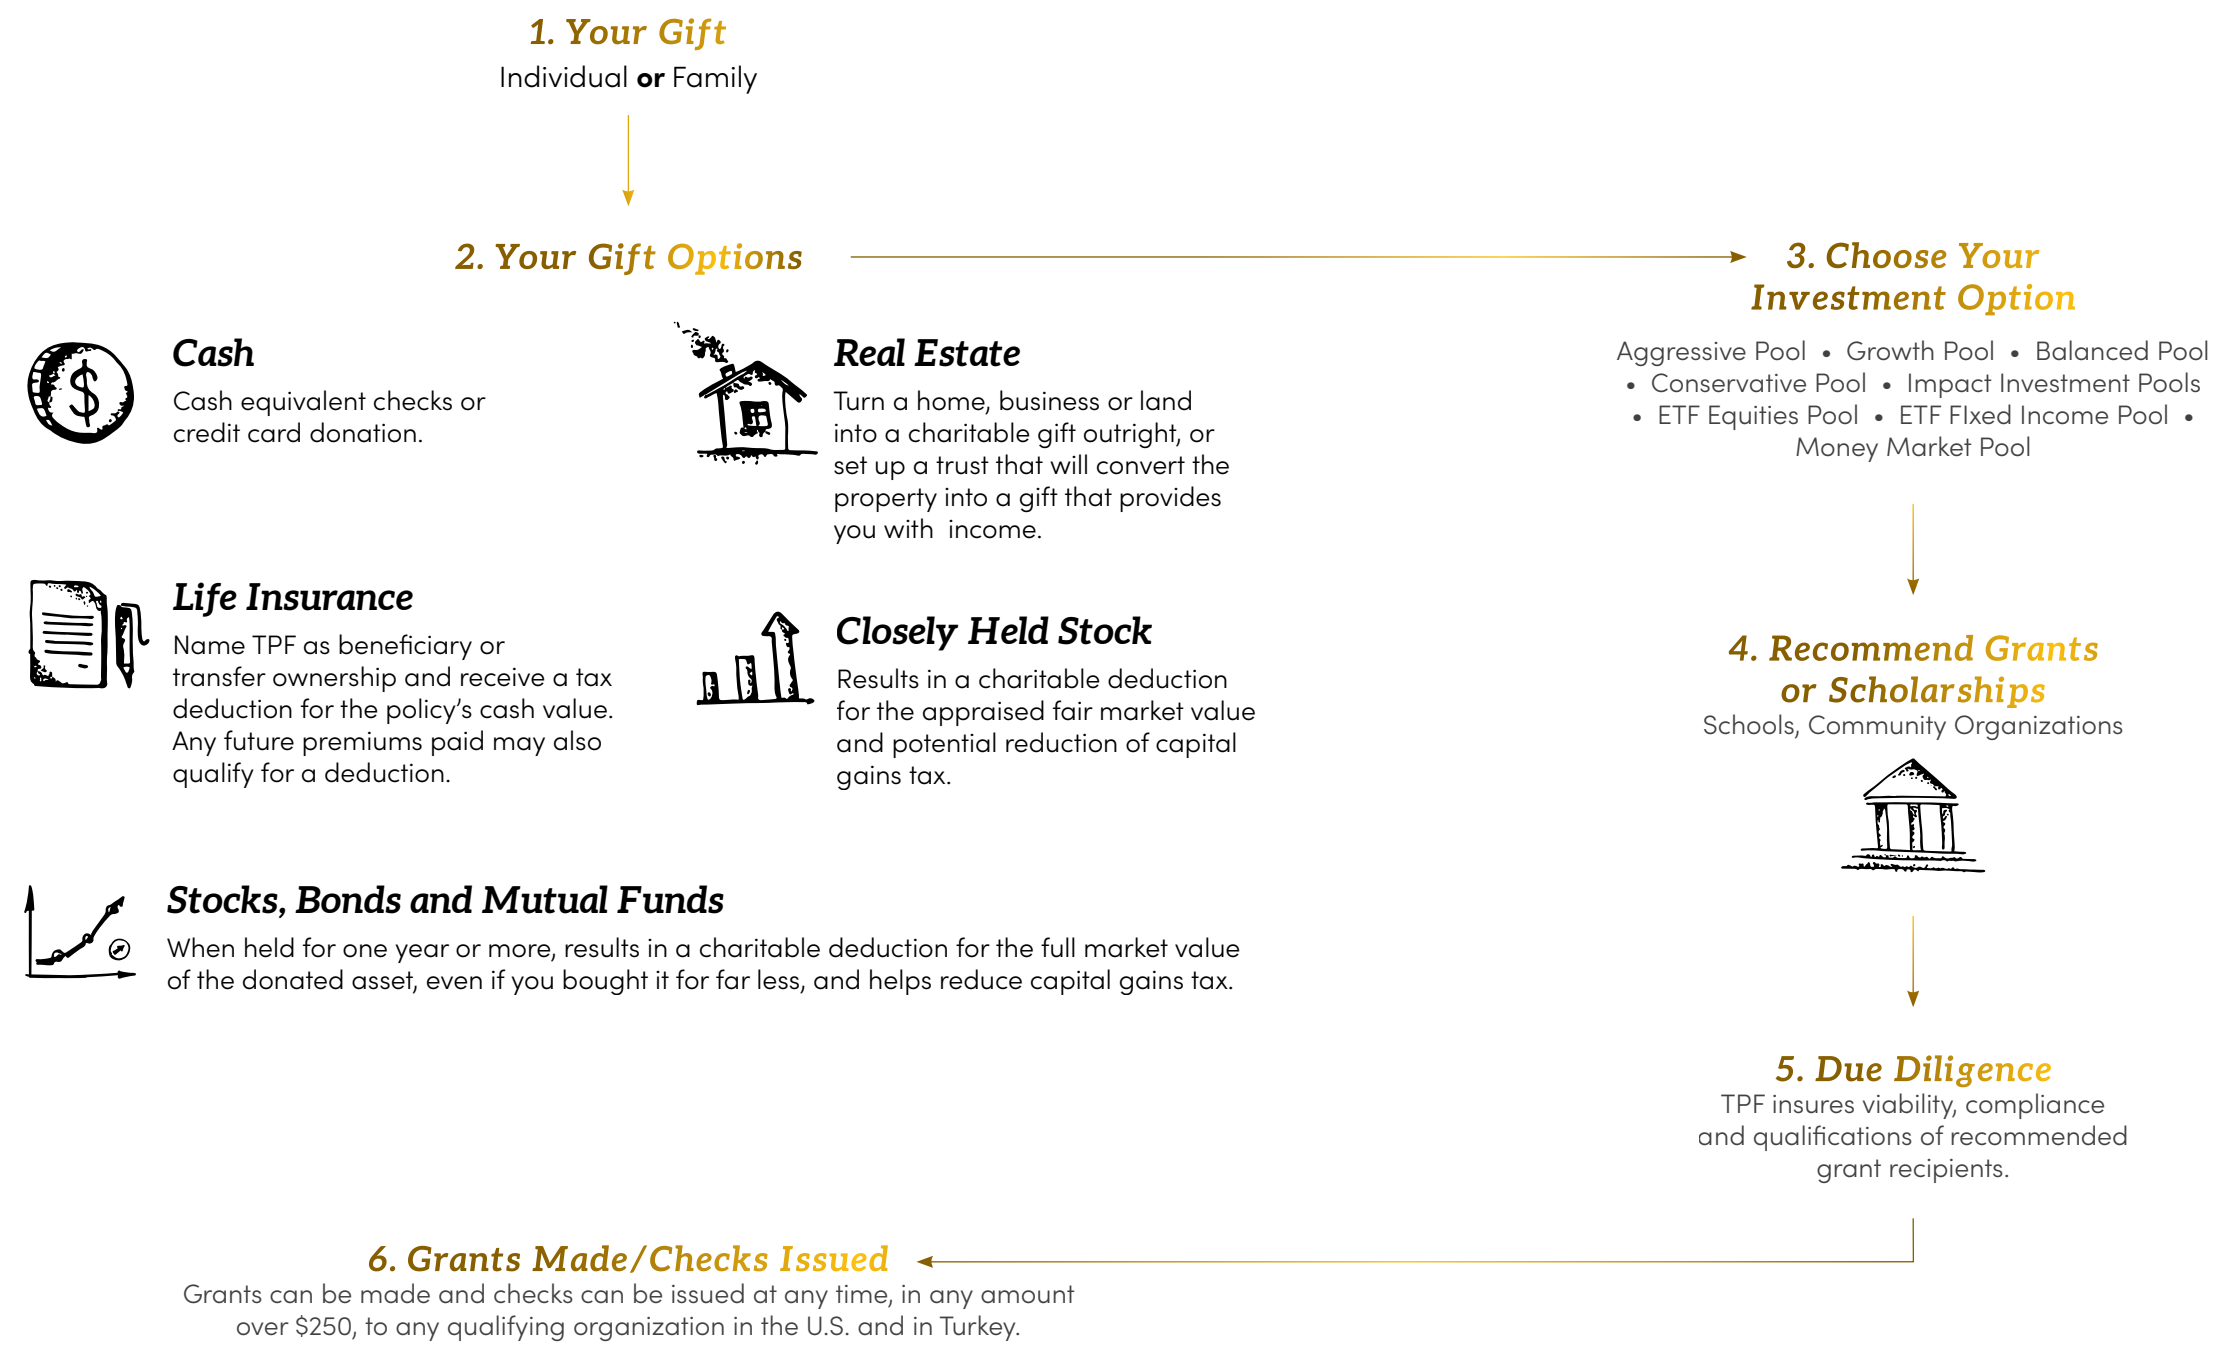 1. Your Gift
Individual or Family
2. Your Gift Options
Cash
Cash equivalent checks or
credit card donation.
Real Estate
Turn a home, business or land
into a charitable gift outright, or
set up a trust that will convert the
property into a gift that provides
you with income.
Life Insurance
Name TPF as beneficiary or
transfer ownership and receive a tax
deduction for the policy's cash value.
Any future premiums paid may also
qualify for a deduction.
Closely Held Stock
Results in a charitable deduction
for the appraised fair market value
and potential reduction of capital
gains tax.
Stocks, Bonds and Mutual Funds
When held for one year or more, results in a charitable deduction for the full market value
of the donated asset, even if you bought it for far less, and helps reduce capital gains tax.
3. Choose Your
Investment Option
Aggressive Pool • Growth Pool • Balanced Pool
• Conservative Pool • Impact Investment Pools
• ETF Equities Pool • ETF FIxed Income Pool •
Money Market Pool
4. Recommend Grants
or Scholarships
Schools, Community Organizations
5. Due Diligence
TPF insures viability, compliance
and qualifications of recommended
grant recipients.
6. Grants Made/Checks Issued
Grants can be made and checks can be issued at any time, in any amount
over $250, to any qualifying organization in the U.S. and in Turkey.